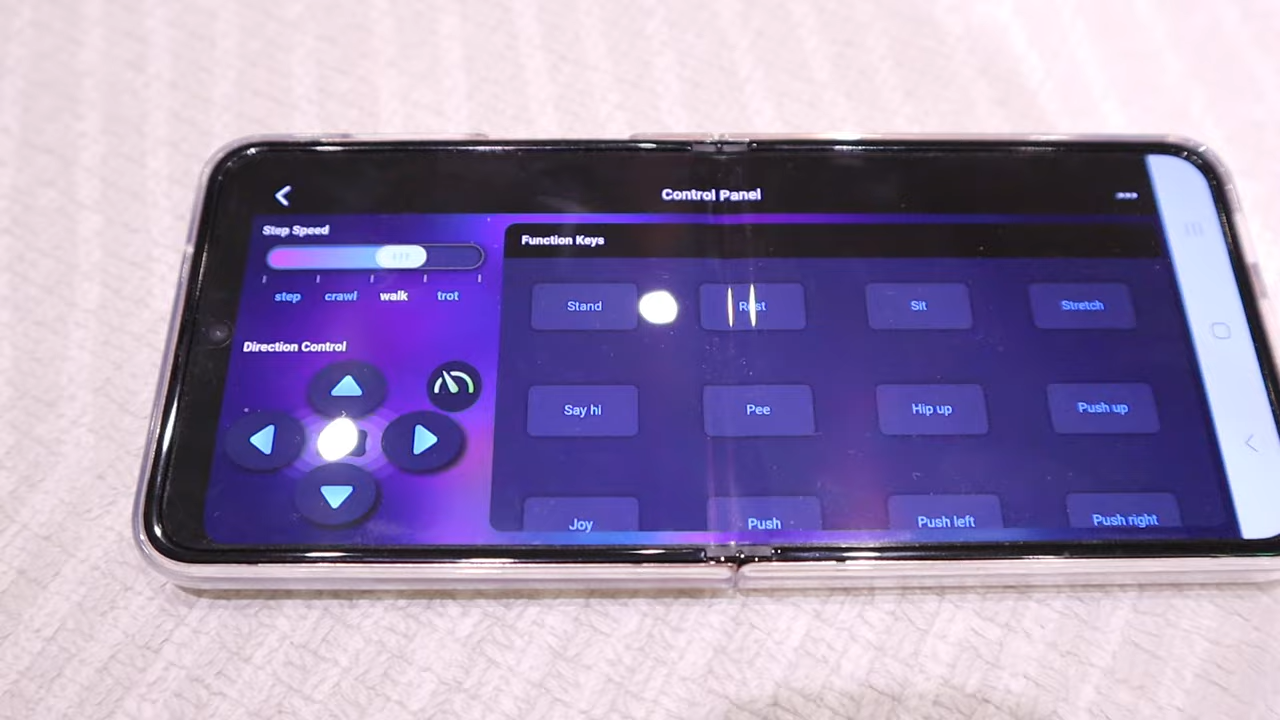 Control Panel
Step Speed
step crawl walk trot
Direction Control
Function Keys
Stand Rest Sit Stretch
Say hi Pee Hip up Push up
Joy Push Push left Push right